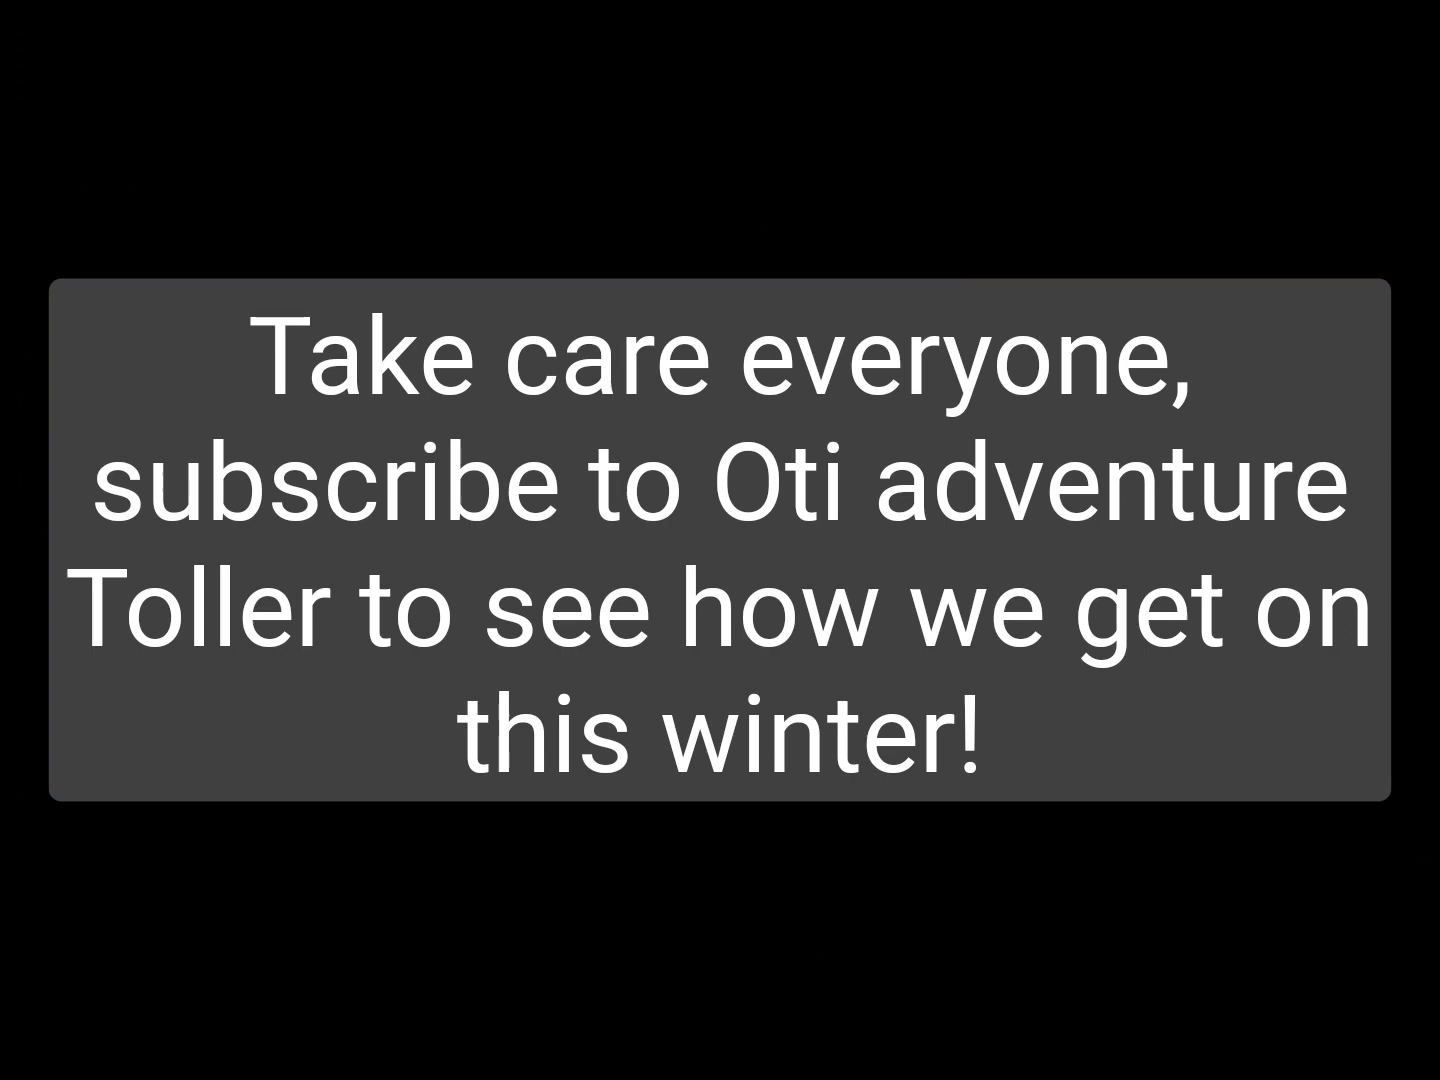 Take care everyone,
subscribe to Oti adventure
Toller to see how we get on
this winter!